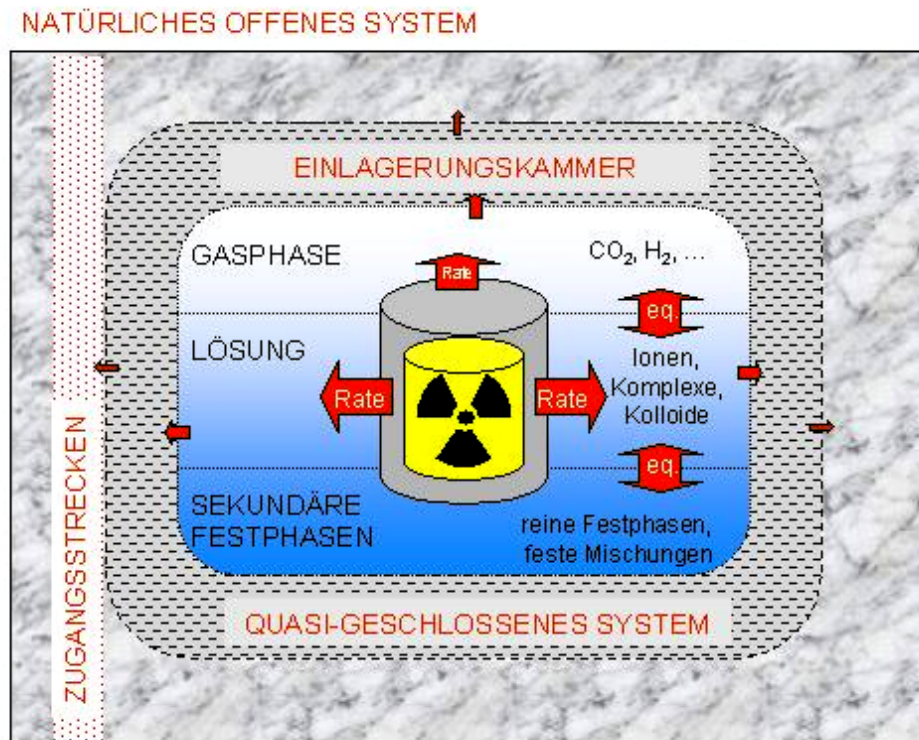 NATÜRLICHES OFFENES SYSTEM
EINLAGERUNGSKAMMER
GASPHASE
CO₂, H₂, ...
Rate
eq.
LÖSUNG
Ionen,
Komplexe,
Kolloide
Rate
Rate
eq.
SEKUNDÄRE
FESTPHASEN
reine Festphasen,
feste Mischungen
QUASI-GESCHLOSSENES SYSTEM
ZUGANGSSTRECKEN